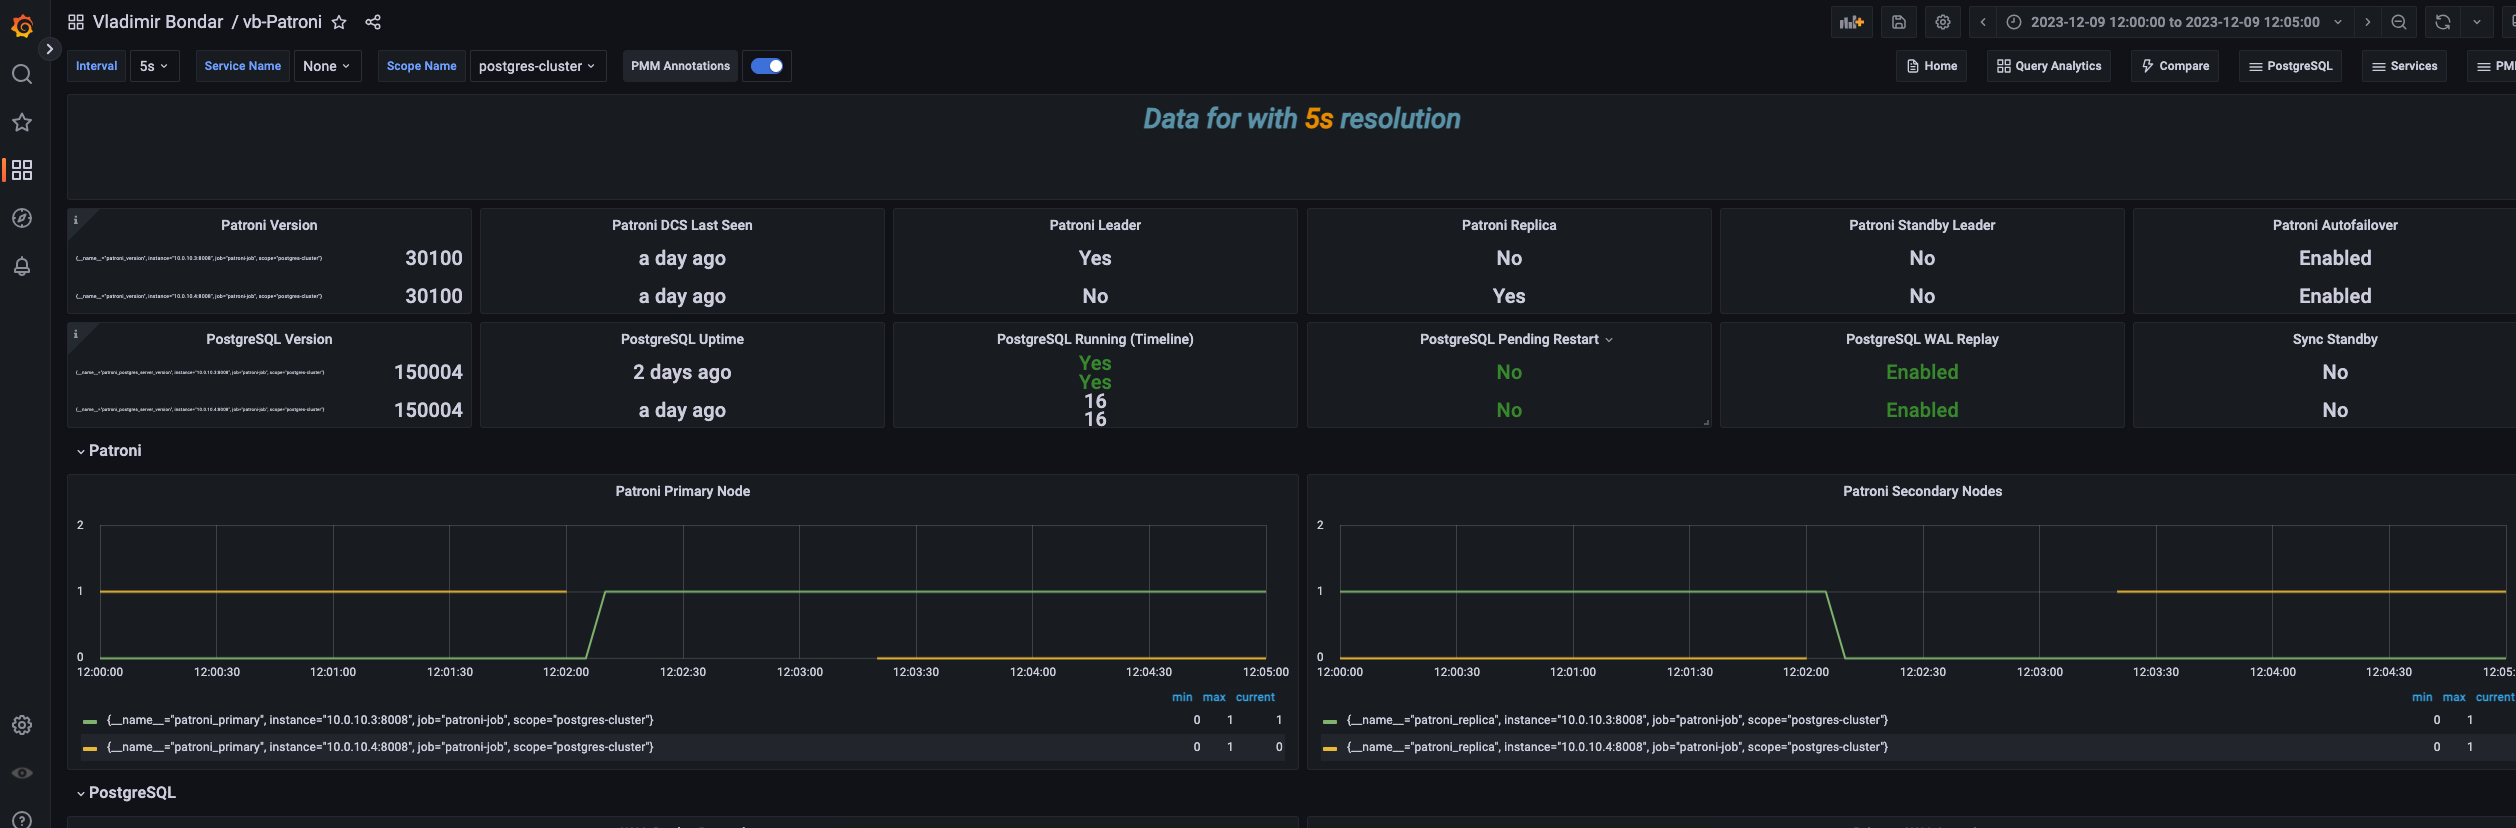 Vladimir Bondar / vb-Patroni
2023-12-09 12:00:00 to 2023-12-09 12:05:00
Interval 5s Service Name None Scope Name postgres-cluster PMM Annotations
Home Query Analytics Compare PostgreSQL Services PMM
Data for with 5s resolution
Patroni Version
{__name__="patroni_version", instance="10.0.10.3:8008", job="patroni-job", scope="postgres-cluster"} 30100
{__name__="patroni_version", instance="10.0.10.4:8008", job="patroni-job", scope="postgres-cluster"} 30100
Patroni DCS Last Seen
a day ago
a day ago
Patroni Leader
Yes
No
Patroni Replica
No
Yes
Patroni Standby Leader
No
No
Patroni Autofailover
Enabled
Enabled
PostgreSQL Version
{__name__="patroni_postgres_server_version", instance="10.0.10.3:8008", job="patroni-job", scope="postgres-cluster"} 150004
{__name__="patroni_postgres_server_version", instance="10.0.10.4:8008", job="patroni-job", scope="postgres-cluster"} 150004
PostgreSQL Uptime
2 days ago
a day ago
PostgreSQL Running (Timeline)
Yes
Yes
16
16
PostgreSQL Pending Restart
No
No
PostgreSQL WAL Replay
Enabled
Enabled
Sync Standby
No
No
Patroni
Patroni Primary Node
2
1
0
12:00:00 12:00:30 12:01:00 12:01:30 12:02:00 12:02:30 12:03:00 12:03:30 12:04:00 12:04:30 12:05:00
min max current
{__name__="patroni_primary", instance="10.0.10.3:8008", job="patroni-job", scope="postgres-cluster"} 0 1 1
{__name__="patroni_primary", instance="10.0.10.4:8008", job="patroni-job", scope="postgres-cluster"} 0 1 0
Patroni Secondary Nodes
2
1
0
12:00:00 12:00:30 12:01:00 12:01:30 12:02:00 12:02:30 12:03:00 12:03:30 12:04:00 12:04:30 12:05:
min max current
{__name__="patroni_replica", instance="10.0.10.3:8008", job="patroni-job", scope="postgres-cluster"} 0 1
{__name__="patroni_replica", instance="10.0.10.4:8008", job="patroni-job", scope="postgres-cluster"} 0 1
PostgreSQL